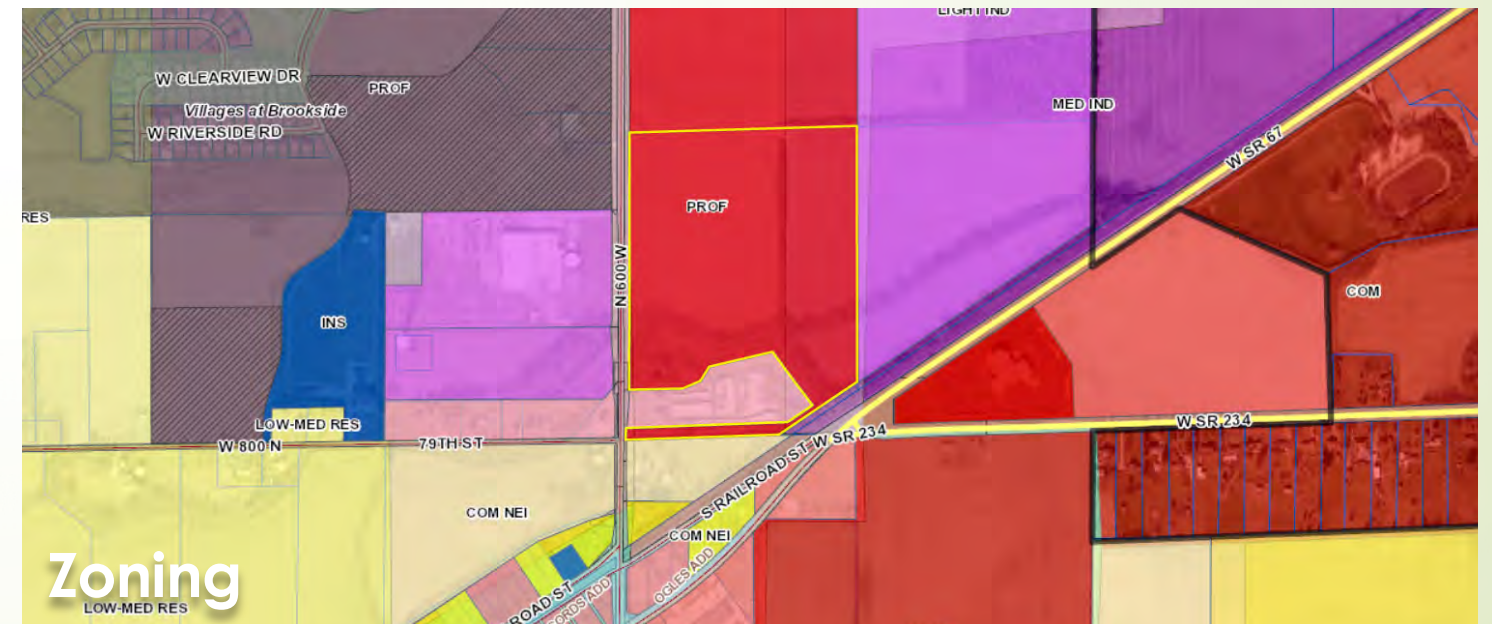 LIGHT IND
W CLEARVIEW DR
PROF
Villages at Brookside
MED IND
W RIVERSIDE RD
W SR 67
PROF
RES
N 600 W
COM
INS
LOW-MED RES
W SR 234
W 800 N
79TH ST
W SR 234
S RAILROAD ST
COM NEI
COM NEI
OGLES ADD
ROAD ST
ORDS ADD
Zoning
LOW-MED RES